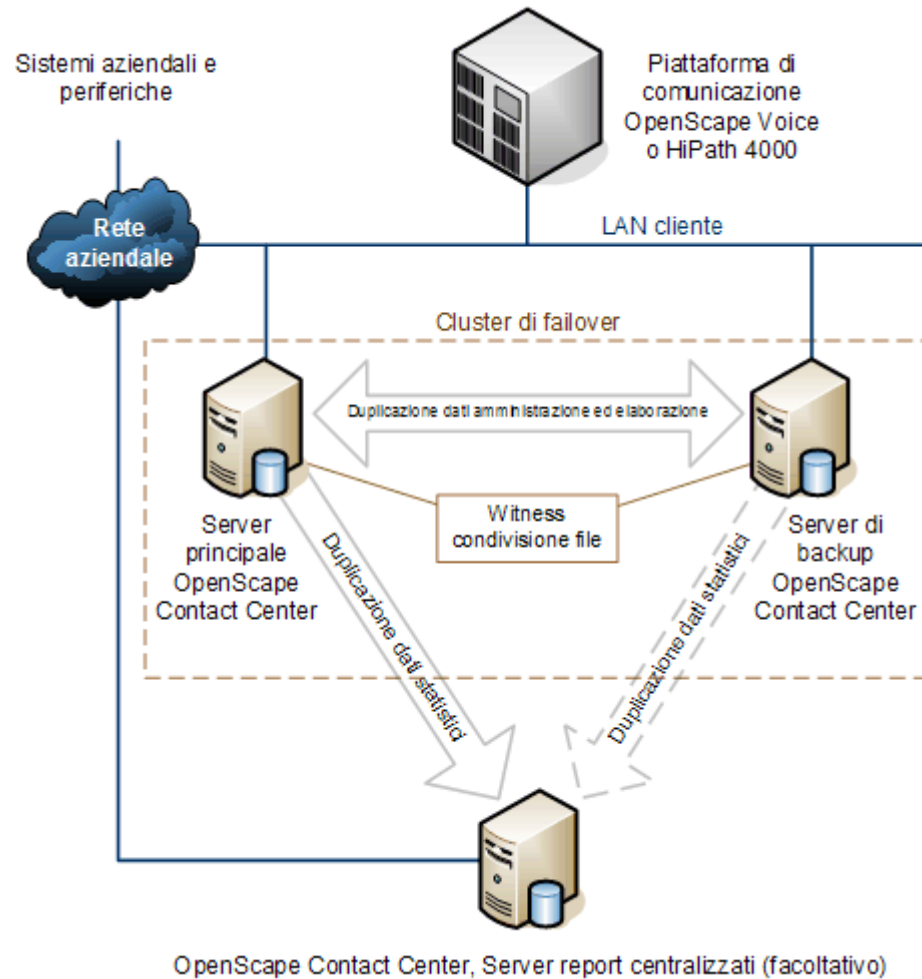 Sistemi aziendali e
periferiche
Piattaforma di
comunicazione
OpenScape Voice
o HiPath 4000
Rete
aziendale
LAN cliente
Cluster di failover
Duplicazione dati amministrazione ed elaborazione
Witness
condivisione file
Server
principale
OpenScape
Contact Center
Server di
backup
OpenScape
Contact Center
Duplicazione dati statistici
Duplicazione dati statistici
OpenScape Contact Center, Server report centralizzati (facoltativo)